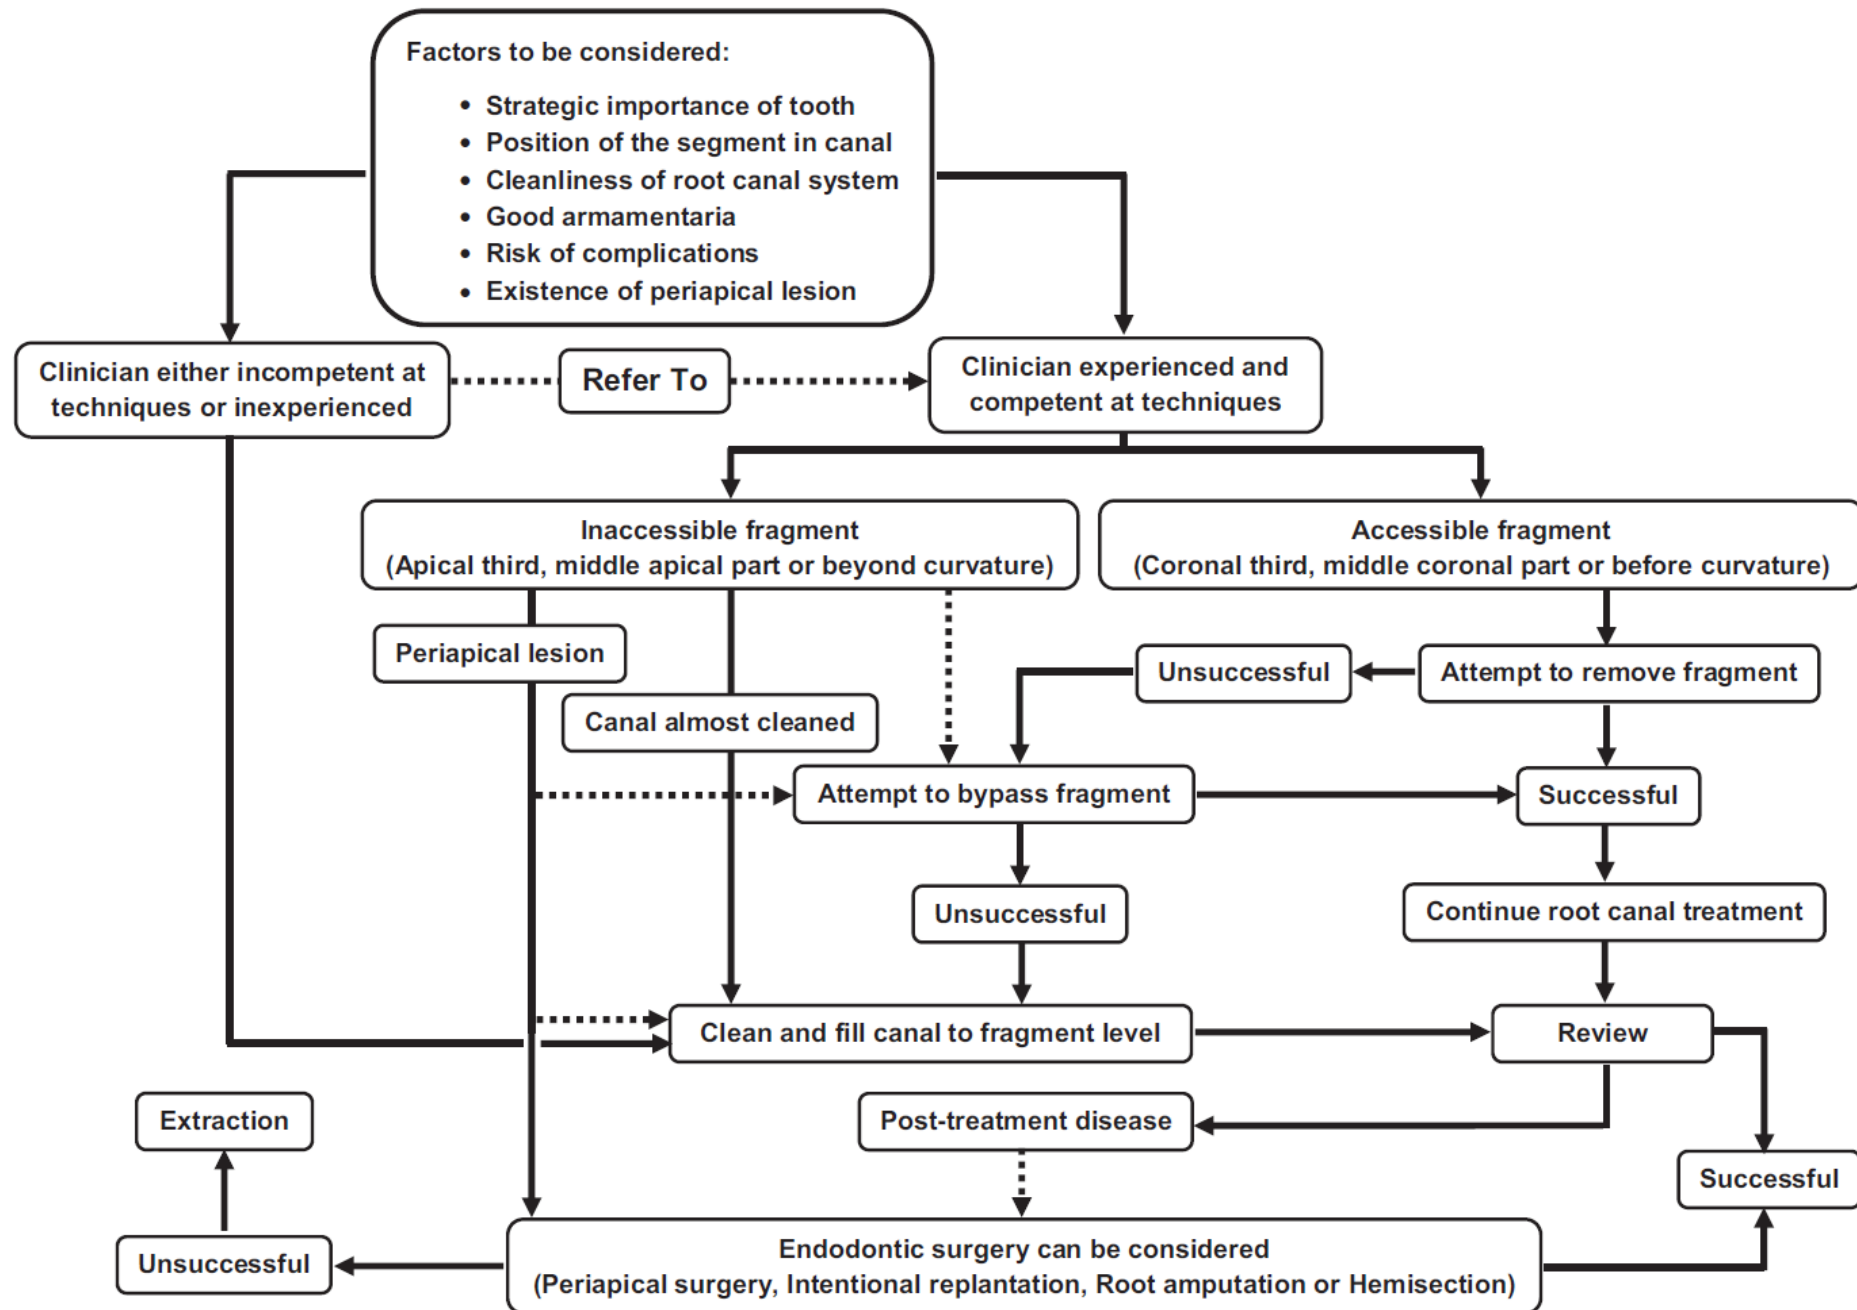 Factors to be considered:
• Strategic importance of tooth
• Position of the segment in canal
• Cleanliness of root canal system
• Good armamentaria
• Risk of complications
• Existence of periapical lesion
Clinician either incompetent at
techniques or inexperienced
Refer To
Clinician experienced and
competent at techniques
Inaccessible fragment
(Apical third, middle apical part or beyond curvature)
Accessible fragment
(Coronal third, middle coronal part or before curvature)
Periapical lesion
Unsuccessful
Attempt to remove fragment
Canal almost cleaned
Attempt to bypass fragment
Successful
Unsuccessful
Continue root canal treatment
Clean and fill canal to fragment level
Review
Extraction
Post-treatment disease
Successful
Unsuccessful
Endodontic surgery can be considered
(Periapical surgery, Intentional replantation, Root amputation or Hemisection)